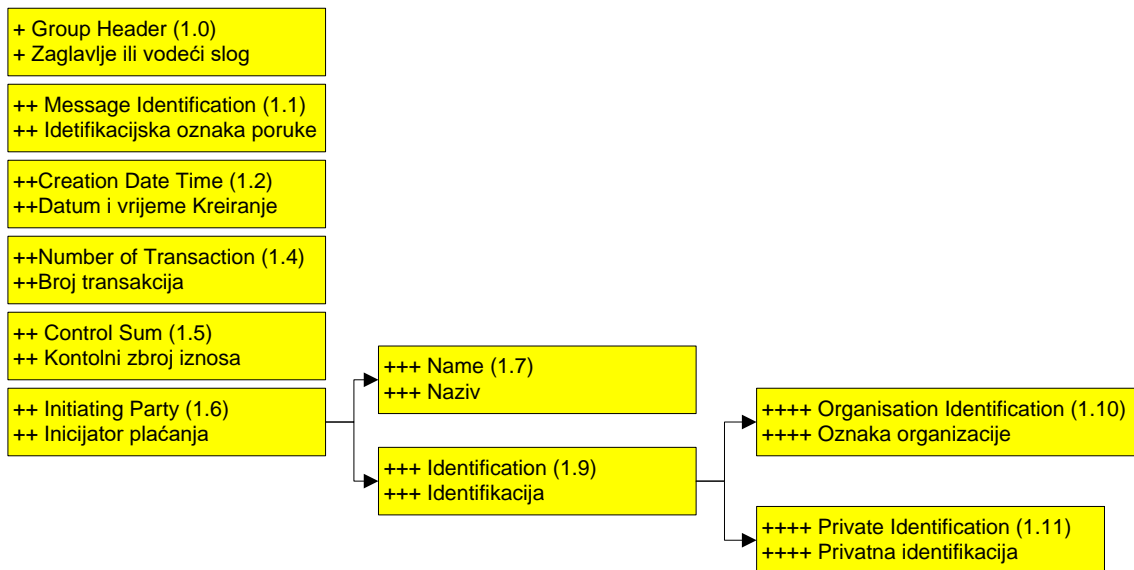 + Group Header (1.0)
+ Zaglavlje ili vodeći slog
++ Message Identification (1.1)
++ Idetifikacijska oznaka poruke
++Creation Date Time (1.2)
++Datum i vrijeme Kreiranje
++Number of Transaction (1.4)
++Broj transakcija
++ Control Sum (1.5)
++ Kontolni zbroj iznosa
++ Initiating Party (1.6)
++ Inicijator plaćanja
+++ Name (1.7)
+++ Naziv
+++ Identification (1.9)
+++ Identifikacija
++++ Organisation Identification (1.10)
++++ Oznaka organizacije
++++ Private Identification (1.11)
++++ Privatna identifikacija